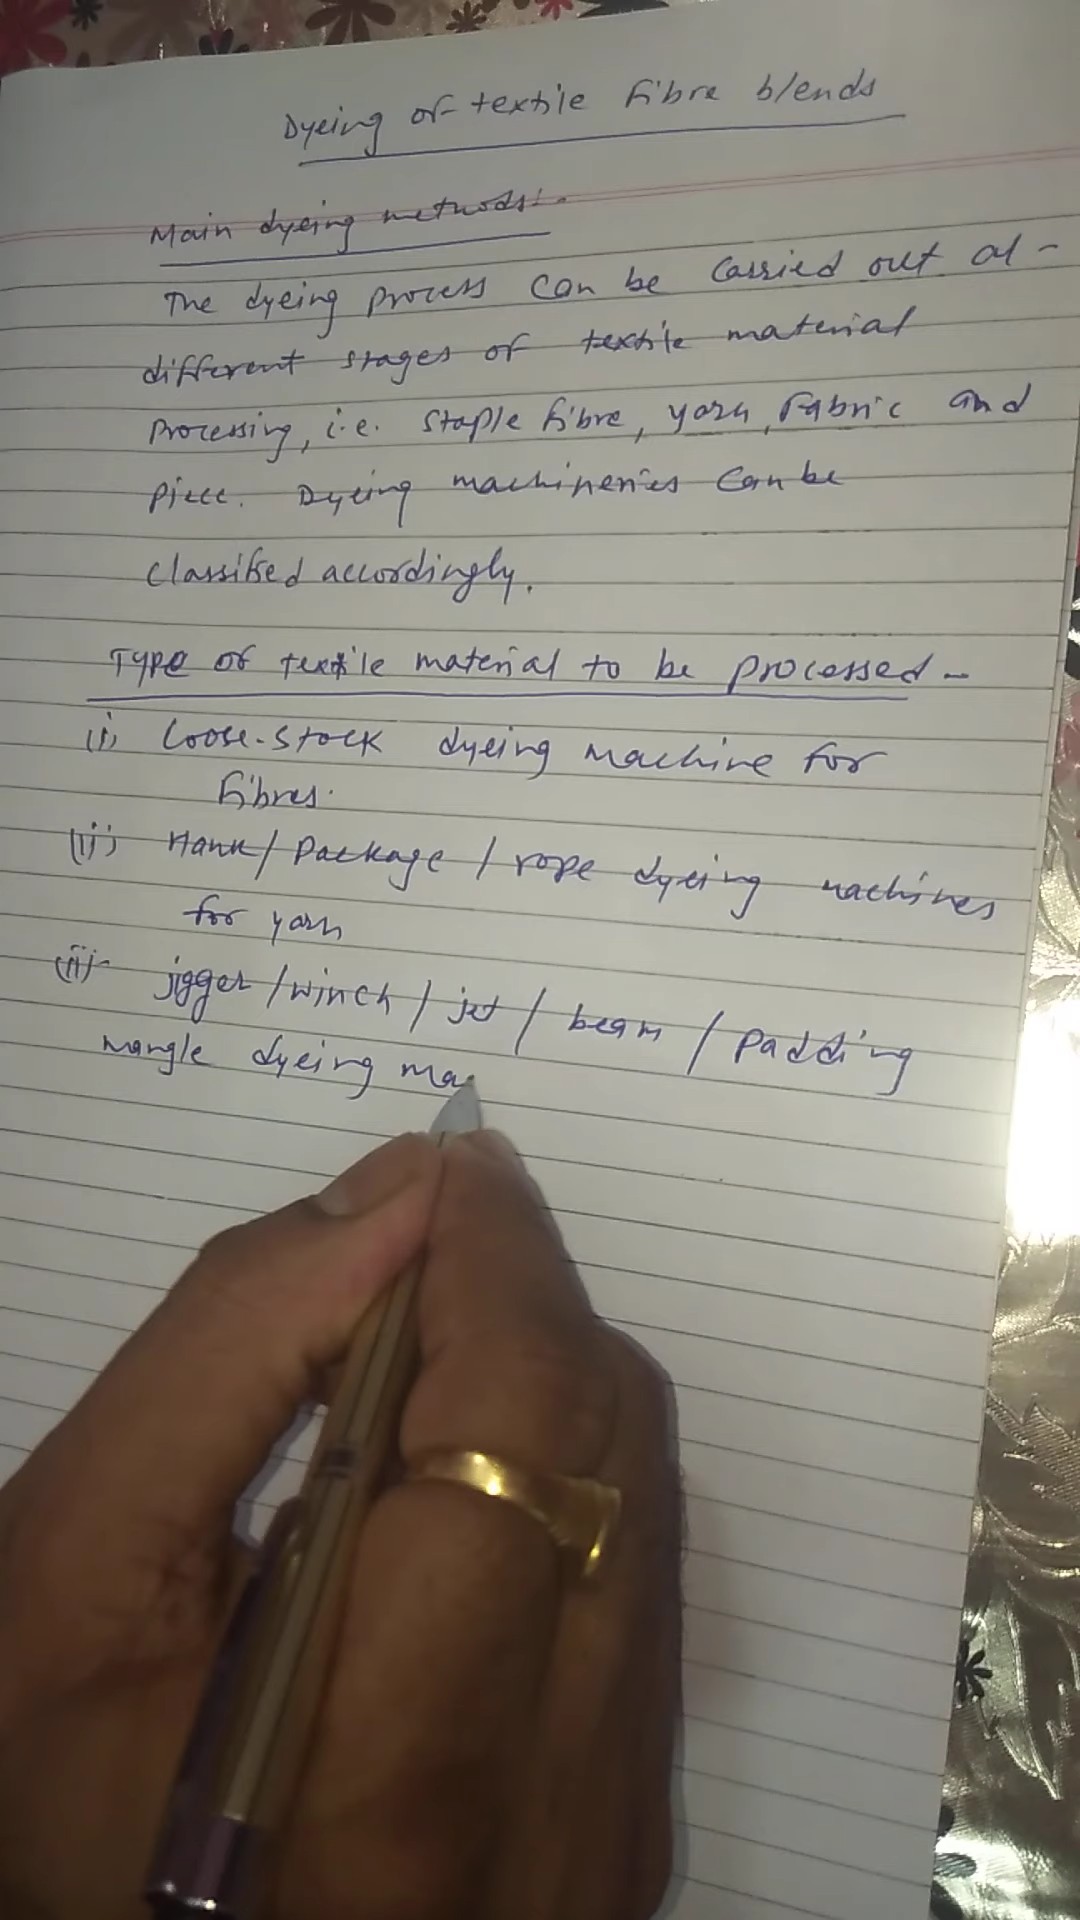 Dyeing of textile fibre blends
Main dyeing methods:-
The dyeing process can be carried out at
different stages of textile material
processing, i.e. staple fibre, yarn, fabric and
piece. Dyeing machineries can be
classified accordingly.
Type of textile material to be processed -
(i) Loose-stock dyeing machine for
fibres.
(ii) Hank/package/rope dyeing machines
for yarn
(iii) jigger/winch/jet/beam/padding
mangle dyeing ma